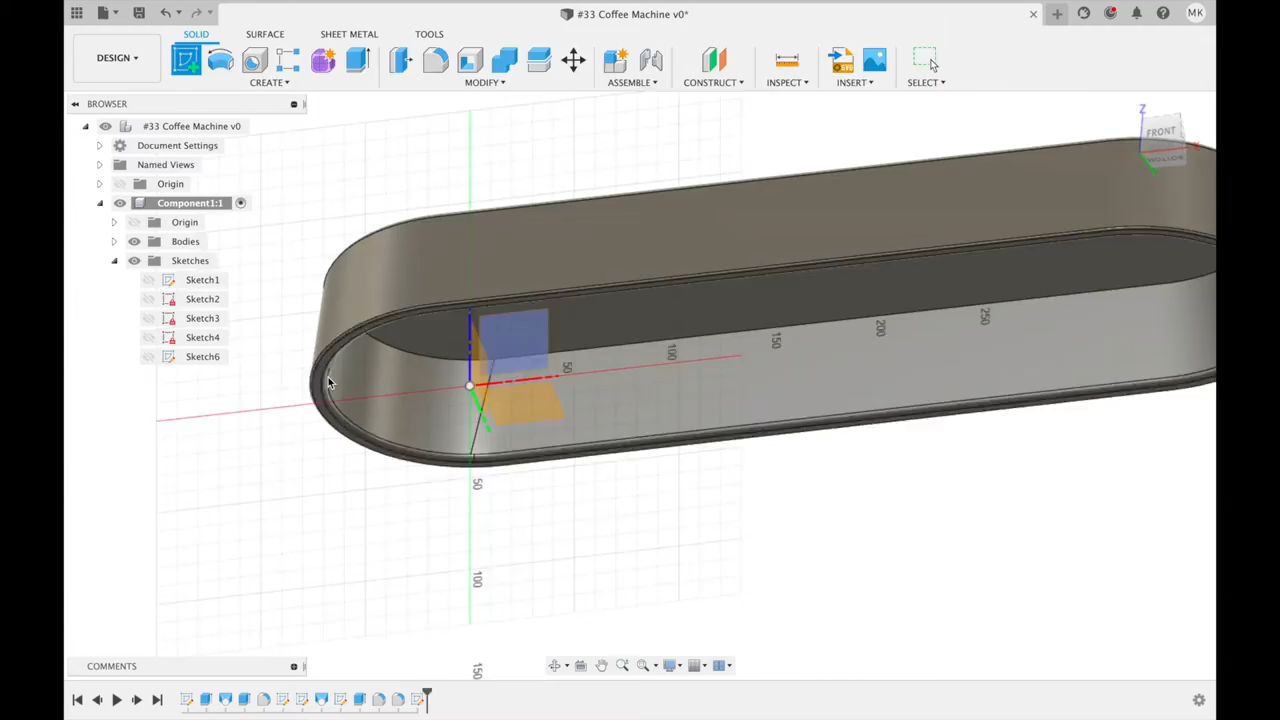 #33 Coffee Machine v0*
MK
DESIGN
SOLID
SURFACE
SHEET METAL
TOOLS
CREATE
MODIFY
ASSEMBLE
CONSTRUCT
INSPECT
INSERT
SELECT
BROWSER
#33 Coffee Machine v0
Document Settings
Named Views
Origin
Component1:1
Origin
Bodies
Sketches
Sketch1
Sketch2
Sketch3
Sketch4
Sketch6
Z
FRONT
X
50
100
150
200
250
50
100
150
COMMENTS